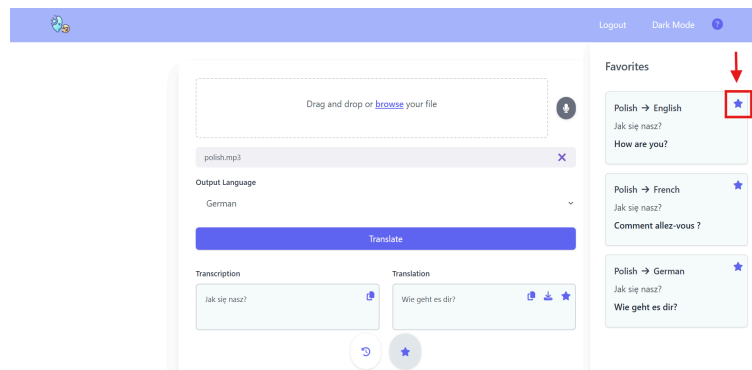 Logout Dark Mode ?
Drag and drop or browse your file
polish.mp3
Output Language
German
Translate
Transcription
Jak się nasz?
Translation
Wie geht es dir?
Favorites
Polish → English
Jak się nasz?
How are you?
Polish → French
Jak się nasz?
Comment allez-vous ?
Polish → German
Jak się nasz?
Wie geht es dir?